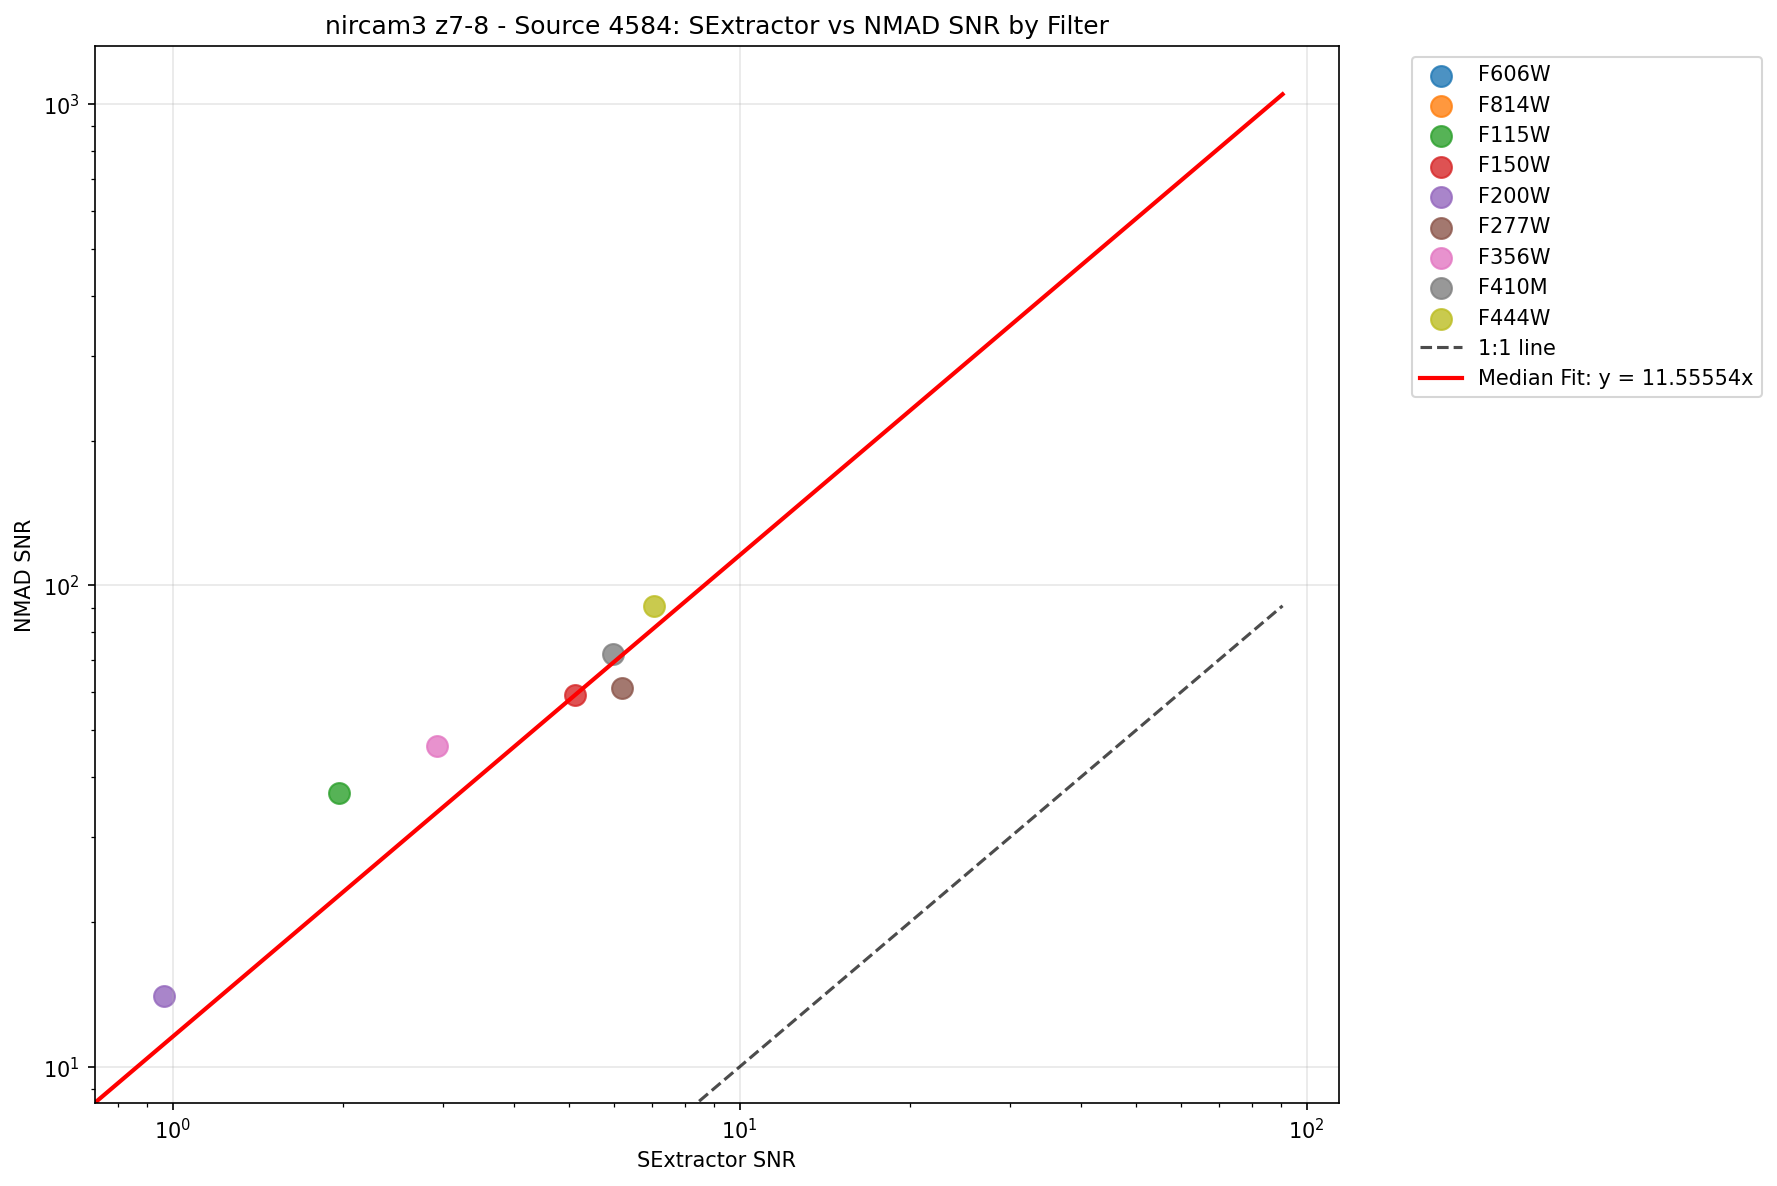 nircam3 z7-8 - Source 4584: SExtractor vs NMAD SNR by Filter
NMAD SNR
10³
10²
10¹
10⁰
10¹
10²
SExtractor SNR
F606W
F814W
F115W
F150W
F200W
F277W
F356W
F410M
F444W
1:1 line
Median Fit: y = 11.55554x